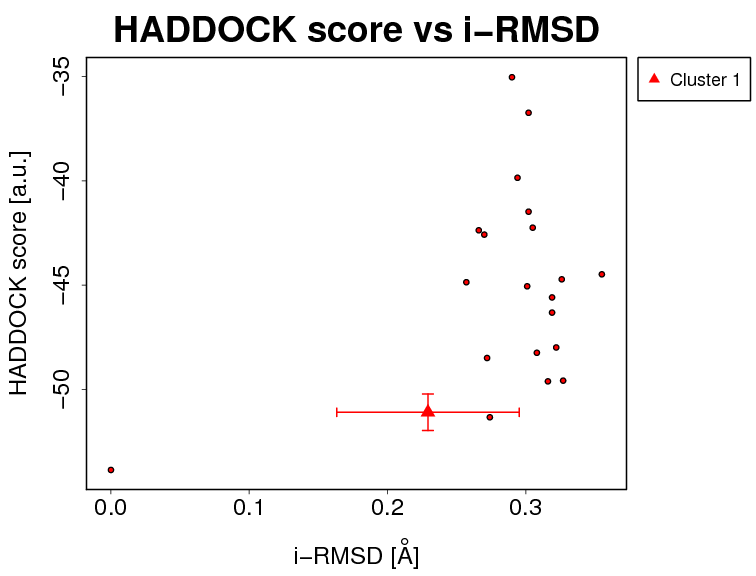 HADDOCK score vs i−RMSD
Cluster 1
HADDOCK score [a.u.]
−35
−40
−45
−50
0.0 0.1 0.2 0.3
i−RMSD [Å]